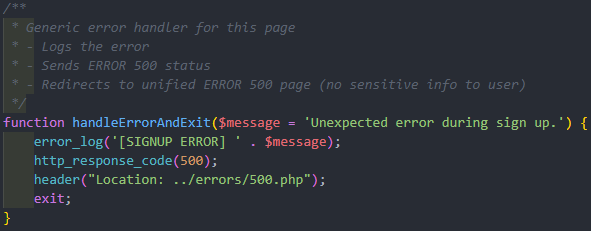 /**
 * Generic error handler for this page
 * - Logs the error
 * - Sends ERROR 500 status
 * - Redirects to unified ERROR 500 page (no sensitive info to user)
 */
function handleErrorAndExit($message = 'Unexpected error during sign up.') {
    error_log('[SIGNUP ERROR] ' . $message);
    http_response_code(500);
    header("Location: ../errors/500.php");
    exit;
}